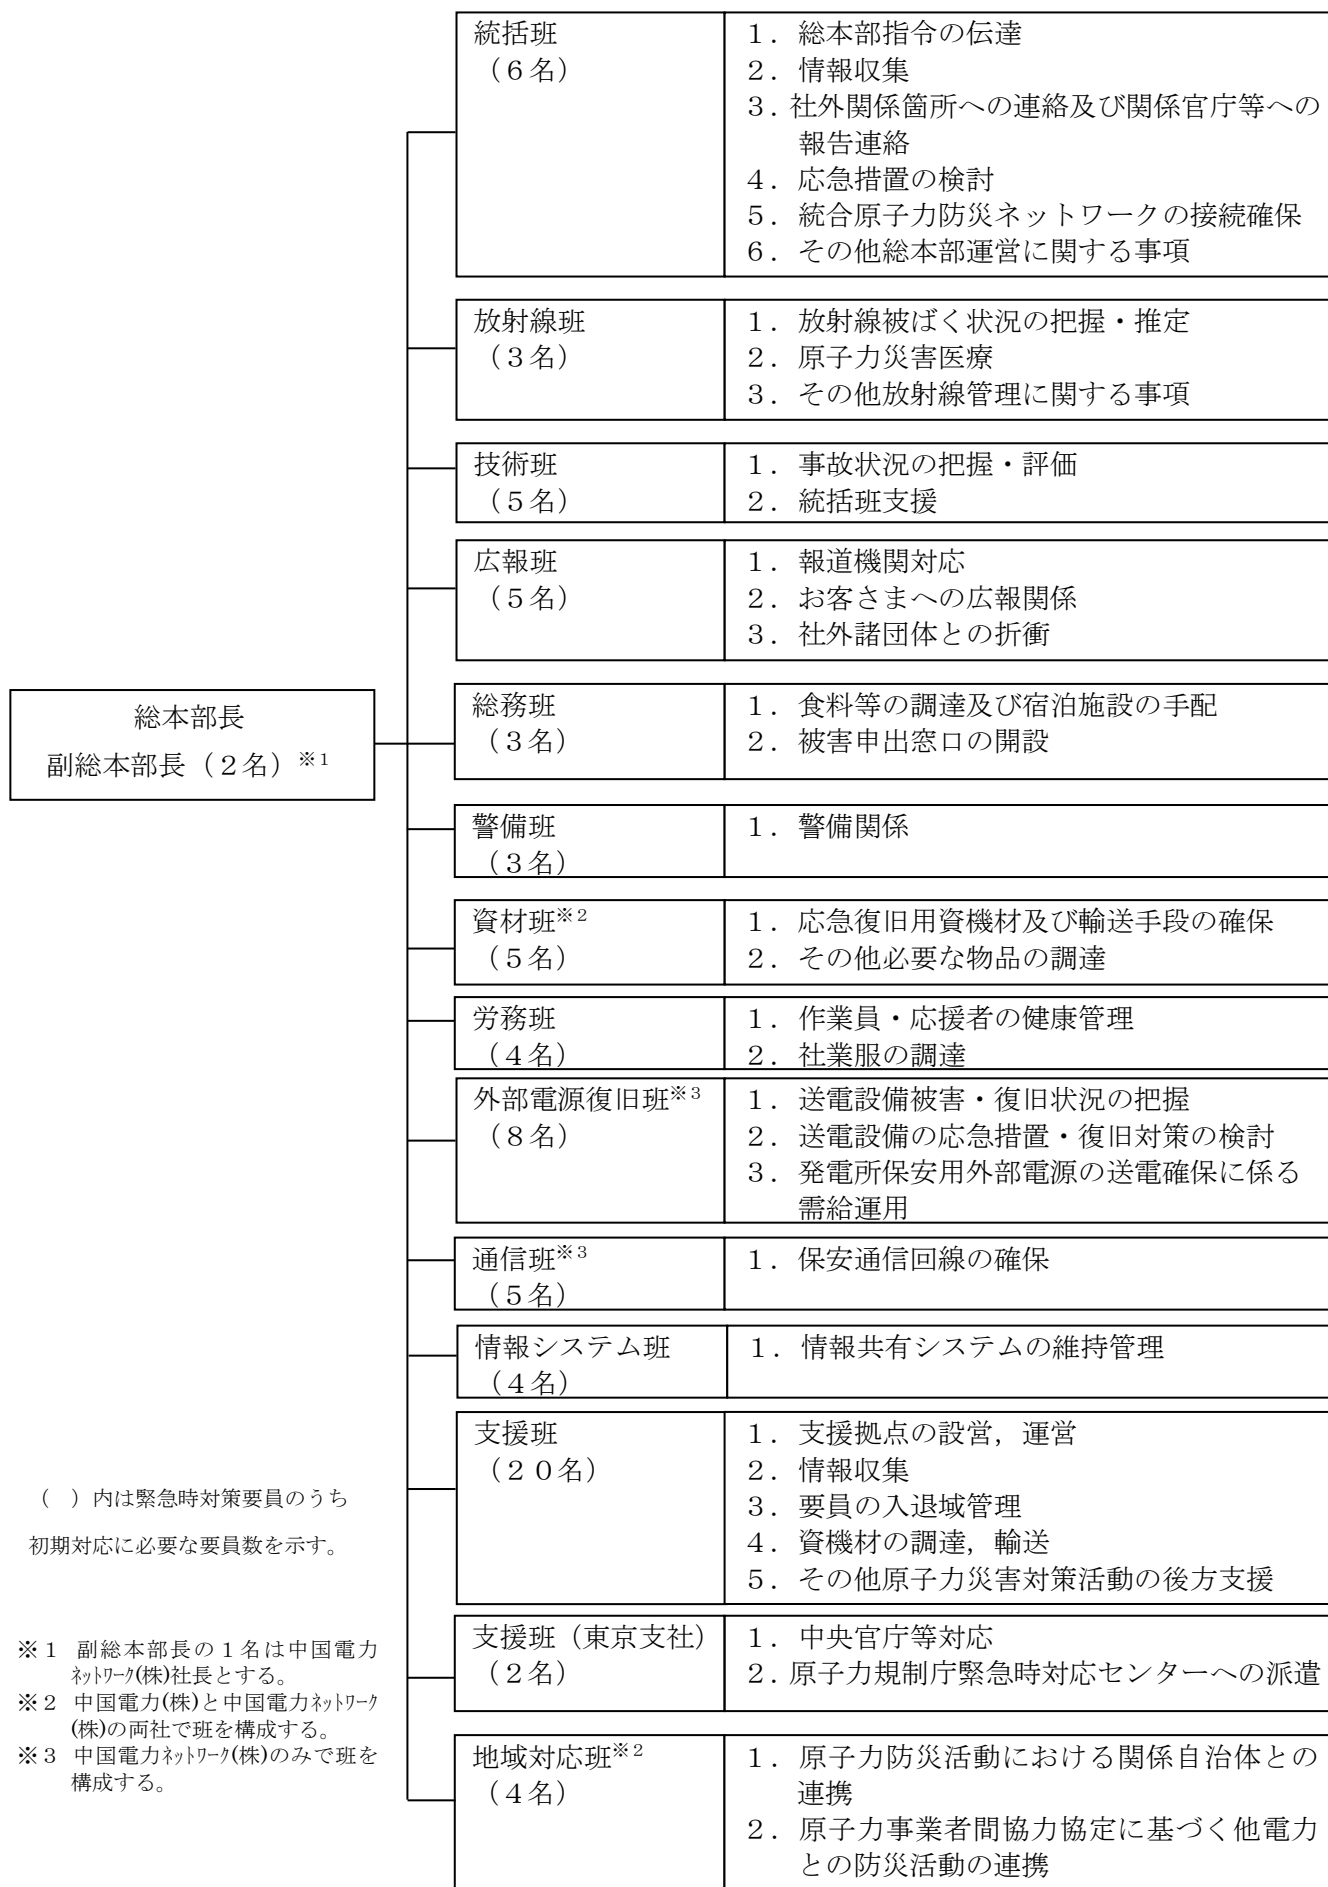 統括班
（６名）
１．総本部指令の伝達
２．情報収集
３．社外関係箇所への連絡及び関係官庁等への
報告連絡
４．応急措置の検討
５．統合原子力防災ネットワークの接続確保
６．その他総本部運営に関する事項
放射線班
（３名）
１．放射線被ばく状況の把握・推定
２．原子力災害医療
３．その他放射線管理に関する事項
技術班
（５名）
１．事故状況の把握・評価
２．統括班支援
広報班
（５名）
１．報道機関対応
２．お客さまへの広報関係
３．社外諸団体との折衝
総本部長
副総本部長（２名）※1
総務班
（３名）
１．食料等の調達及び宿泊施設の手配
２．被害申出窓口の開設
警備班
（３名）
１．警備関係
資材班※2
（５名）
１．応急復旧用資機材及び輸送手段の確保
２．その他必要な物品の調達
労務班
（４名）
１．作業員・応援者の健康管理
２．社業服の調達
外部電源復旧班※3
（８名）
１．送電設備被害・復旧状況の把握
２．送電設備の応急措置・復旧対策の検討
３．発電所保安用外部電源の送電確保に係る
需給運用
通信班※3
（５名）
１．保安通信回線の確保
情報システム班
（４名）
１．情報共有システムの維持管理
支援班
（２０名）
１．支援拠点の設営，運営
２．情報収集
３．要員の入退域管理
４．資機材の調達，輸送
５．その他原子力災害対策活動の後方支援
支援班（東京支社）
（２名）
１．中央官庁等対応
２．原子力規制庁緊急時対応センターへの派遣
地域対応班※2
（４名）
１．原子力防災活動における関係自治体との
連携
２．原子力事業者間協力協定に基づく他電力
との防災活動の連携
（　）内は緊急時対策要員のうち
初期対応に必要な要員数を示す。
※１　副総本部長の１名は中国電力
ﾈｯﾄﾜｰｸ(株)社長とする。
※２　中国電力(株)と中国電力ﾈｯﾄﾜｰｸ
(株)の両社で班を構成する。
※３　中国電力ﾈｯﾄﾜｰｸ(株)のみで班を
構成する。